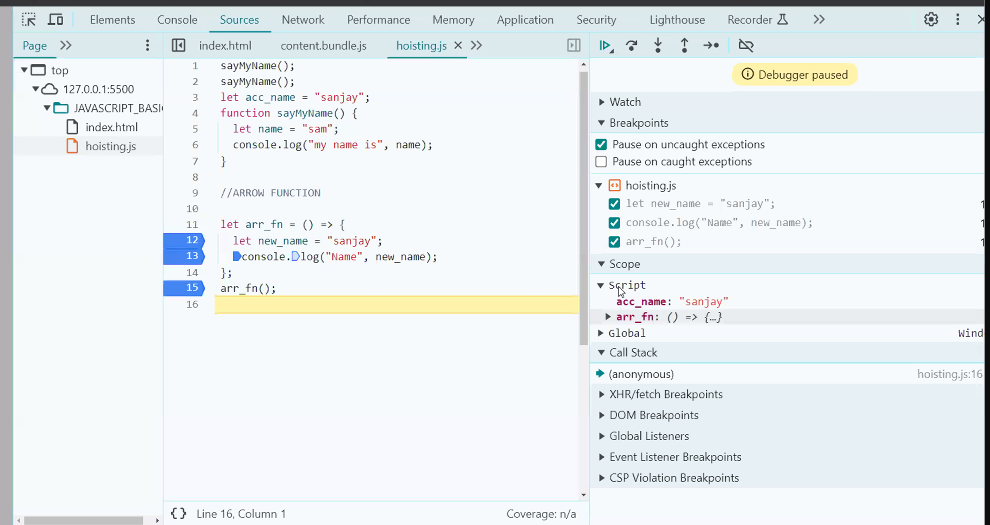 Elements Console Sources Network Performance Memory Application Security Lighthouse Recorder
Page
index.html content.bundle.js hoisting.js
top
127.0.0.1:5500
JAVASCRIPT_BASI
index.html
hoisting.js
1 sayMyName();
2 sayMyName();
3 let acc_name = "sanjay";
4 function sayMyName() {
5 let name = "sam";
6 console.log("my name is", name);
7 }
8
9 //ARROW FUNCTION
10
11 let arr_fn = () => {
12 let new_name = "sanjay";
13 console.log("Name", new_name);
14 };
15 arr_fn();
16
{} Line 16, Column 1 Coverage: n/a
Debugger paused
Watch
Breakpoints
Pause on uncaught exceptions
Pause on caught exceptions
hoisting.js
let new_name = "sanjay"; 1
console.log("Name", new_name); 1
arr_fn(); 1
Scope
Script
acc_name: "sanjay"
arr_fn: () => {…}
Global Wind
Call Stack
(anonymous) hoisting.js:16
XHR/fetch Breakpoints
DOM Breakpoints
Global Listeners
Event Listener Breakpoints
CSP Violation Breakpoints